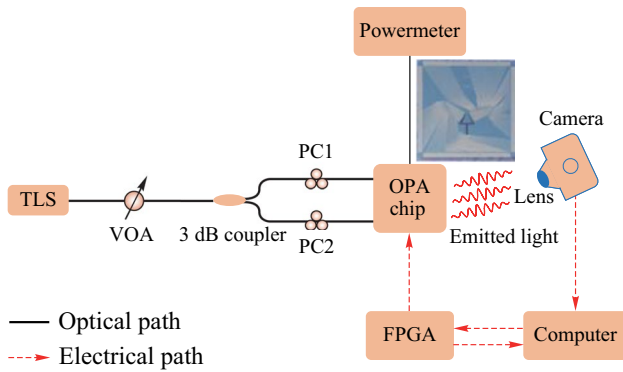 Powermeter
Camera
PC1
TLS
OPA
chip
Lens
VOA
3 dB coupler
PC2
Emitted light
Optical path
FPGA
Computer
Electrical path